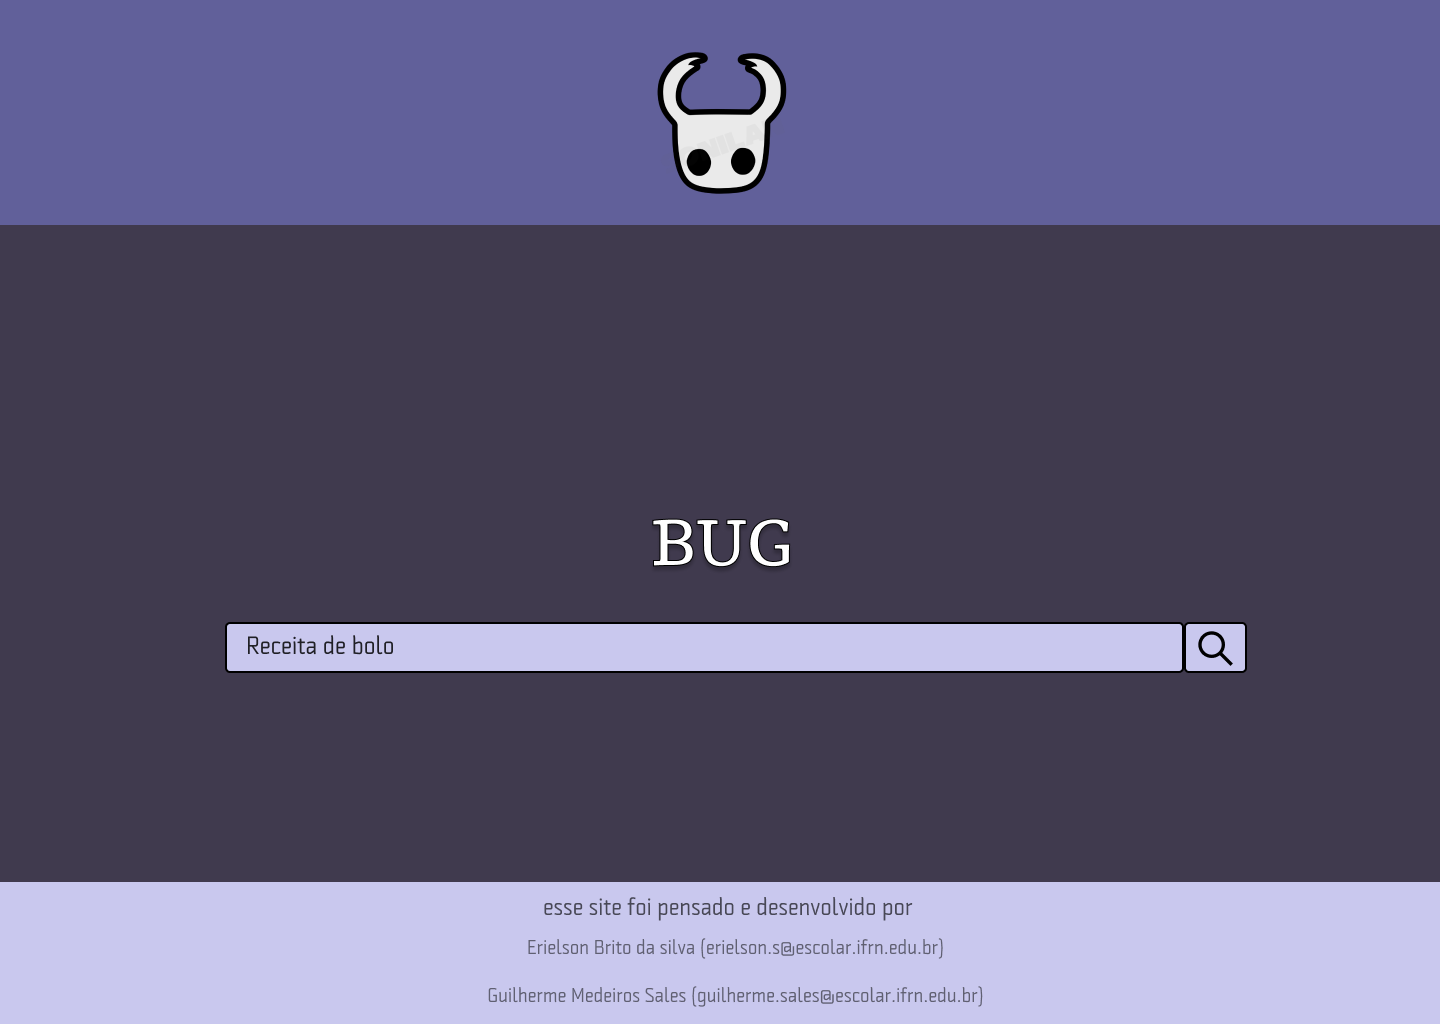 BUG
Receita de bolo
esse site foi pensado e desenvolvido por
Erielson Brito da silva (erielson.s@escolar.ifrn.edu.br)
Guilherme Medeiros Sales (guilherme.sales@escolar.ifrn.edu.br)